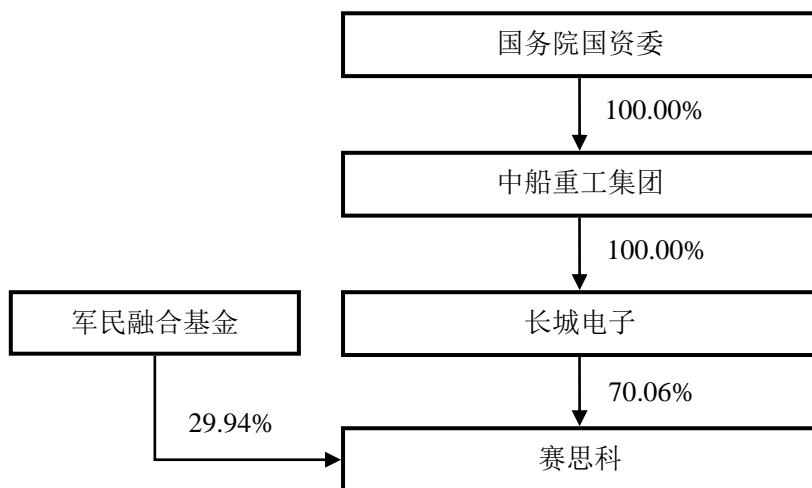 国务院国资委
100.00%
中船重工集团
100.00%
军民融合基金
长城电子
70.06%
29.94%
赛思科